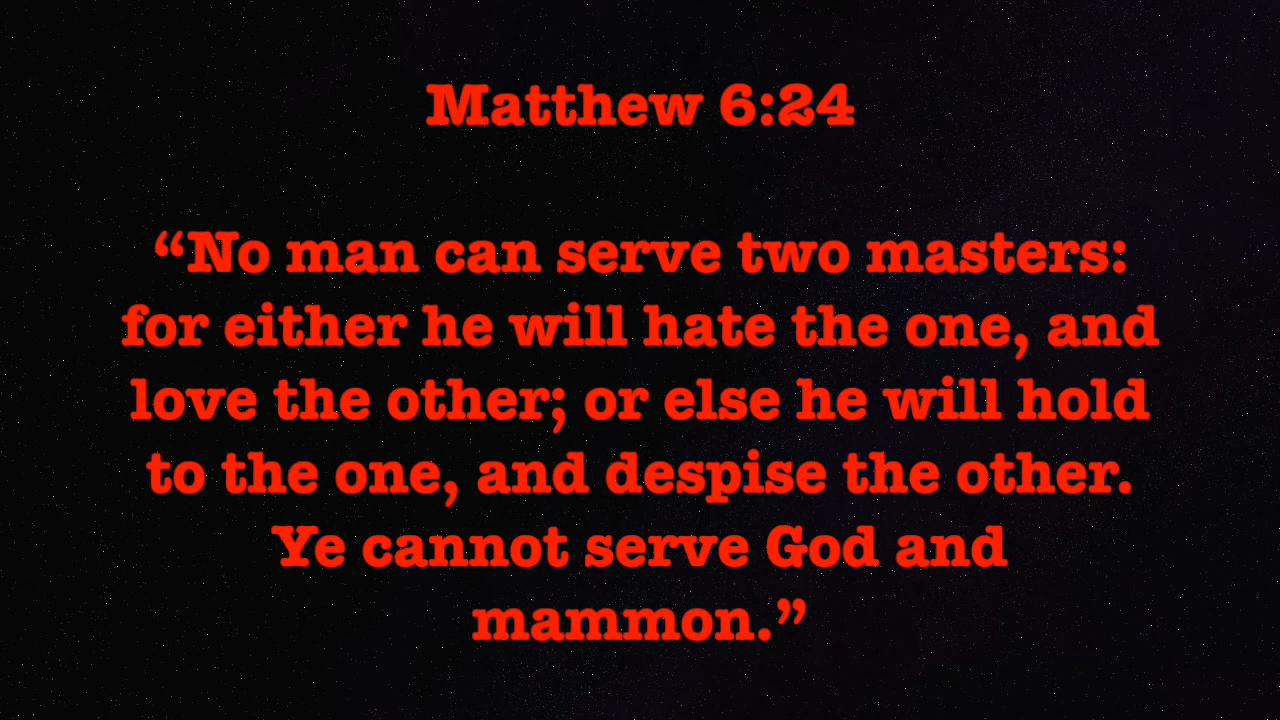 Matthew 6:24
“No man can serve two masters:
for either he will hate the one, and
love the other; or else he will hold
to the one, and despise the other.
Ye cannot serve God and
mammon.”